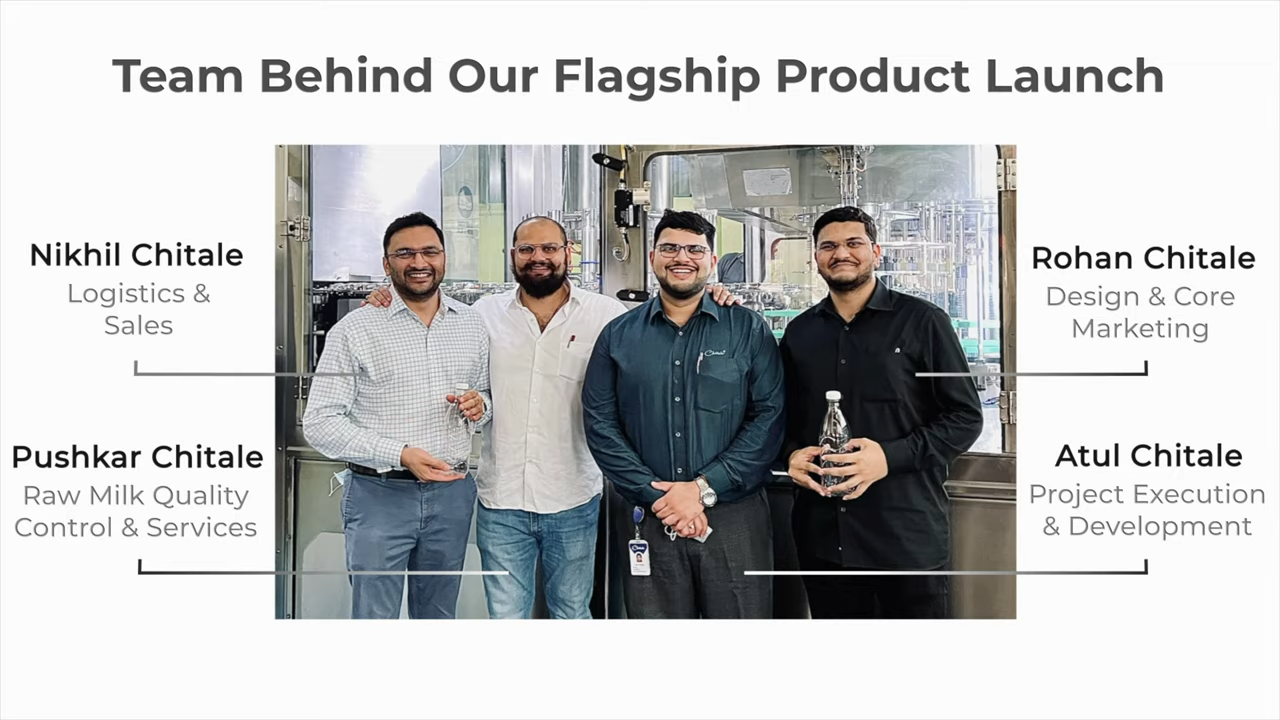 Team Behind Our Flagship Product Launch
Nikhil Chitale
Logistics &
Sales
Pushkar Chitale
Raw Milk Quality
Control & Services
Rohan Chitale
Design & Core
Marketing
Atul Chitale
Project Execution
& Development